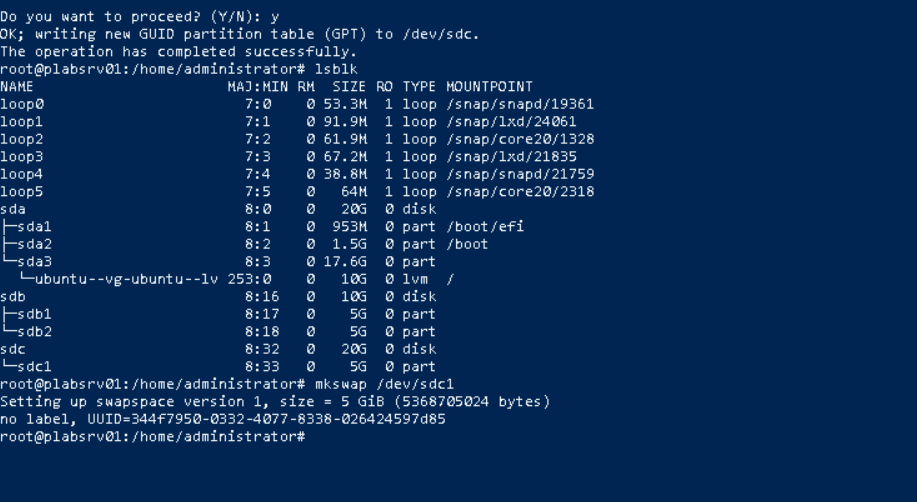 Do you want to proceed? (Y/N): y
OK; writing new GUID partition table (GPT) to /dev/sdc.
The operation has completed successfully.
root@plabsrv01:/home/administrator# lsblk
NAME                      MAJ:MIN RM  SIZE RO TYPE MOUNTPOINT
loop0                       7:0    0 53.3M  1 loop /snap/snapd/19361
loop1                       7:1    0 91.9M  1 loop /snap/lxd/24061
loop2                       7:2    0 61.9M  1 loop /snap/core20/1328
loop3                       7:3    0 67.2M  1 loop /snap/lxd/21835
loop4                       7:4    0 38.8M  1 loop /snap/snapd/21759
loop5                       7:5    0   64M  1 loop /snap/core20/2318
sda                         8:0    0   20G  0 disk
├─sda1                      8:1    0  953M  0 part /boot/efi
├─sda2                      8:2    0  1.5G  0 part /boot
└─sda3                      8:3    0 17.6G  0 part
  └─ubuntu--vg-ubuntu--lv 253:0    0   10G  0 lvm  /
sdb                         8:16   0   10G  0 disk
├─sdb1                      8:17   0    5G  0 part
└─sdb2                      8:18   0    5G  0 part
sdc                         8:32   0   20G  0 disk
└─sdc1                      8:33   0    5G  0 part
root@plabsrv01:/home/administrator# mkswap /dev/sdc1
Setting up swapspace version 1, size = 5 GiB (5368705024 bytes)
no label, UUID=344f7950-0332-4077-8338-026424597d85
root@plabsrv01:/home/administrator#